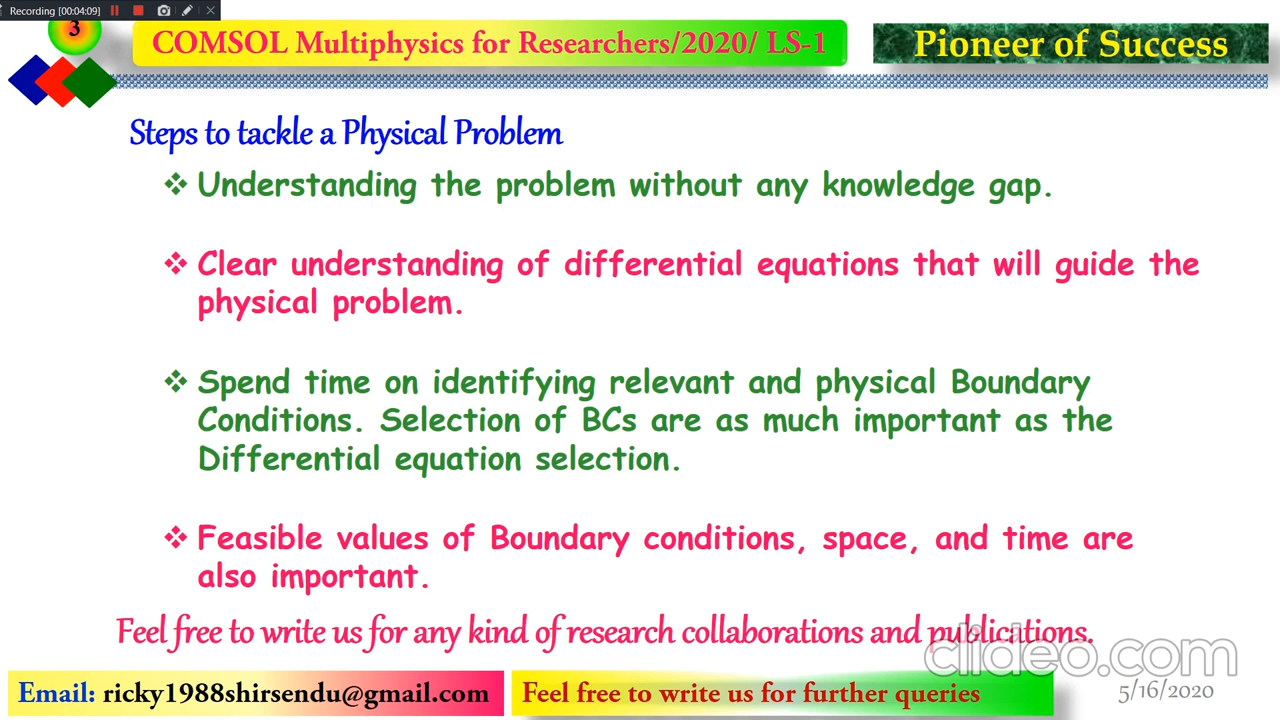 Recording [00:04:09]
3
COMSOL Multiphysics for Researchers/2020/ LS-1
Pioneer of Success
Steps to tackle a Physical Problem
❖ Understanding the problem without any knowledge gap.
❖ Clear understanding of differential equations that will guide the
physical problem.
❖ Spend time on identifying relevant and physical Boundary
Conditions. Selection of BCs are as much important as the
Differential equation selection.
❖ Feasible values of Boundary conditions, space, and time are
also important.
Feel free to write us for any kind of research collaborations and publications.
clideo.com
Email: ricky1988shirsendu@gmail.com
Feel free to write us for further queries
5/16/2020